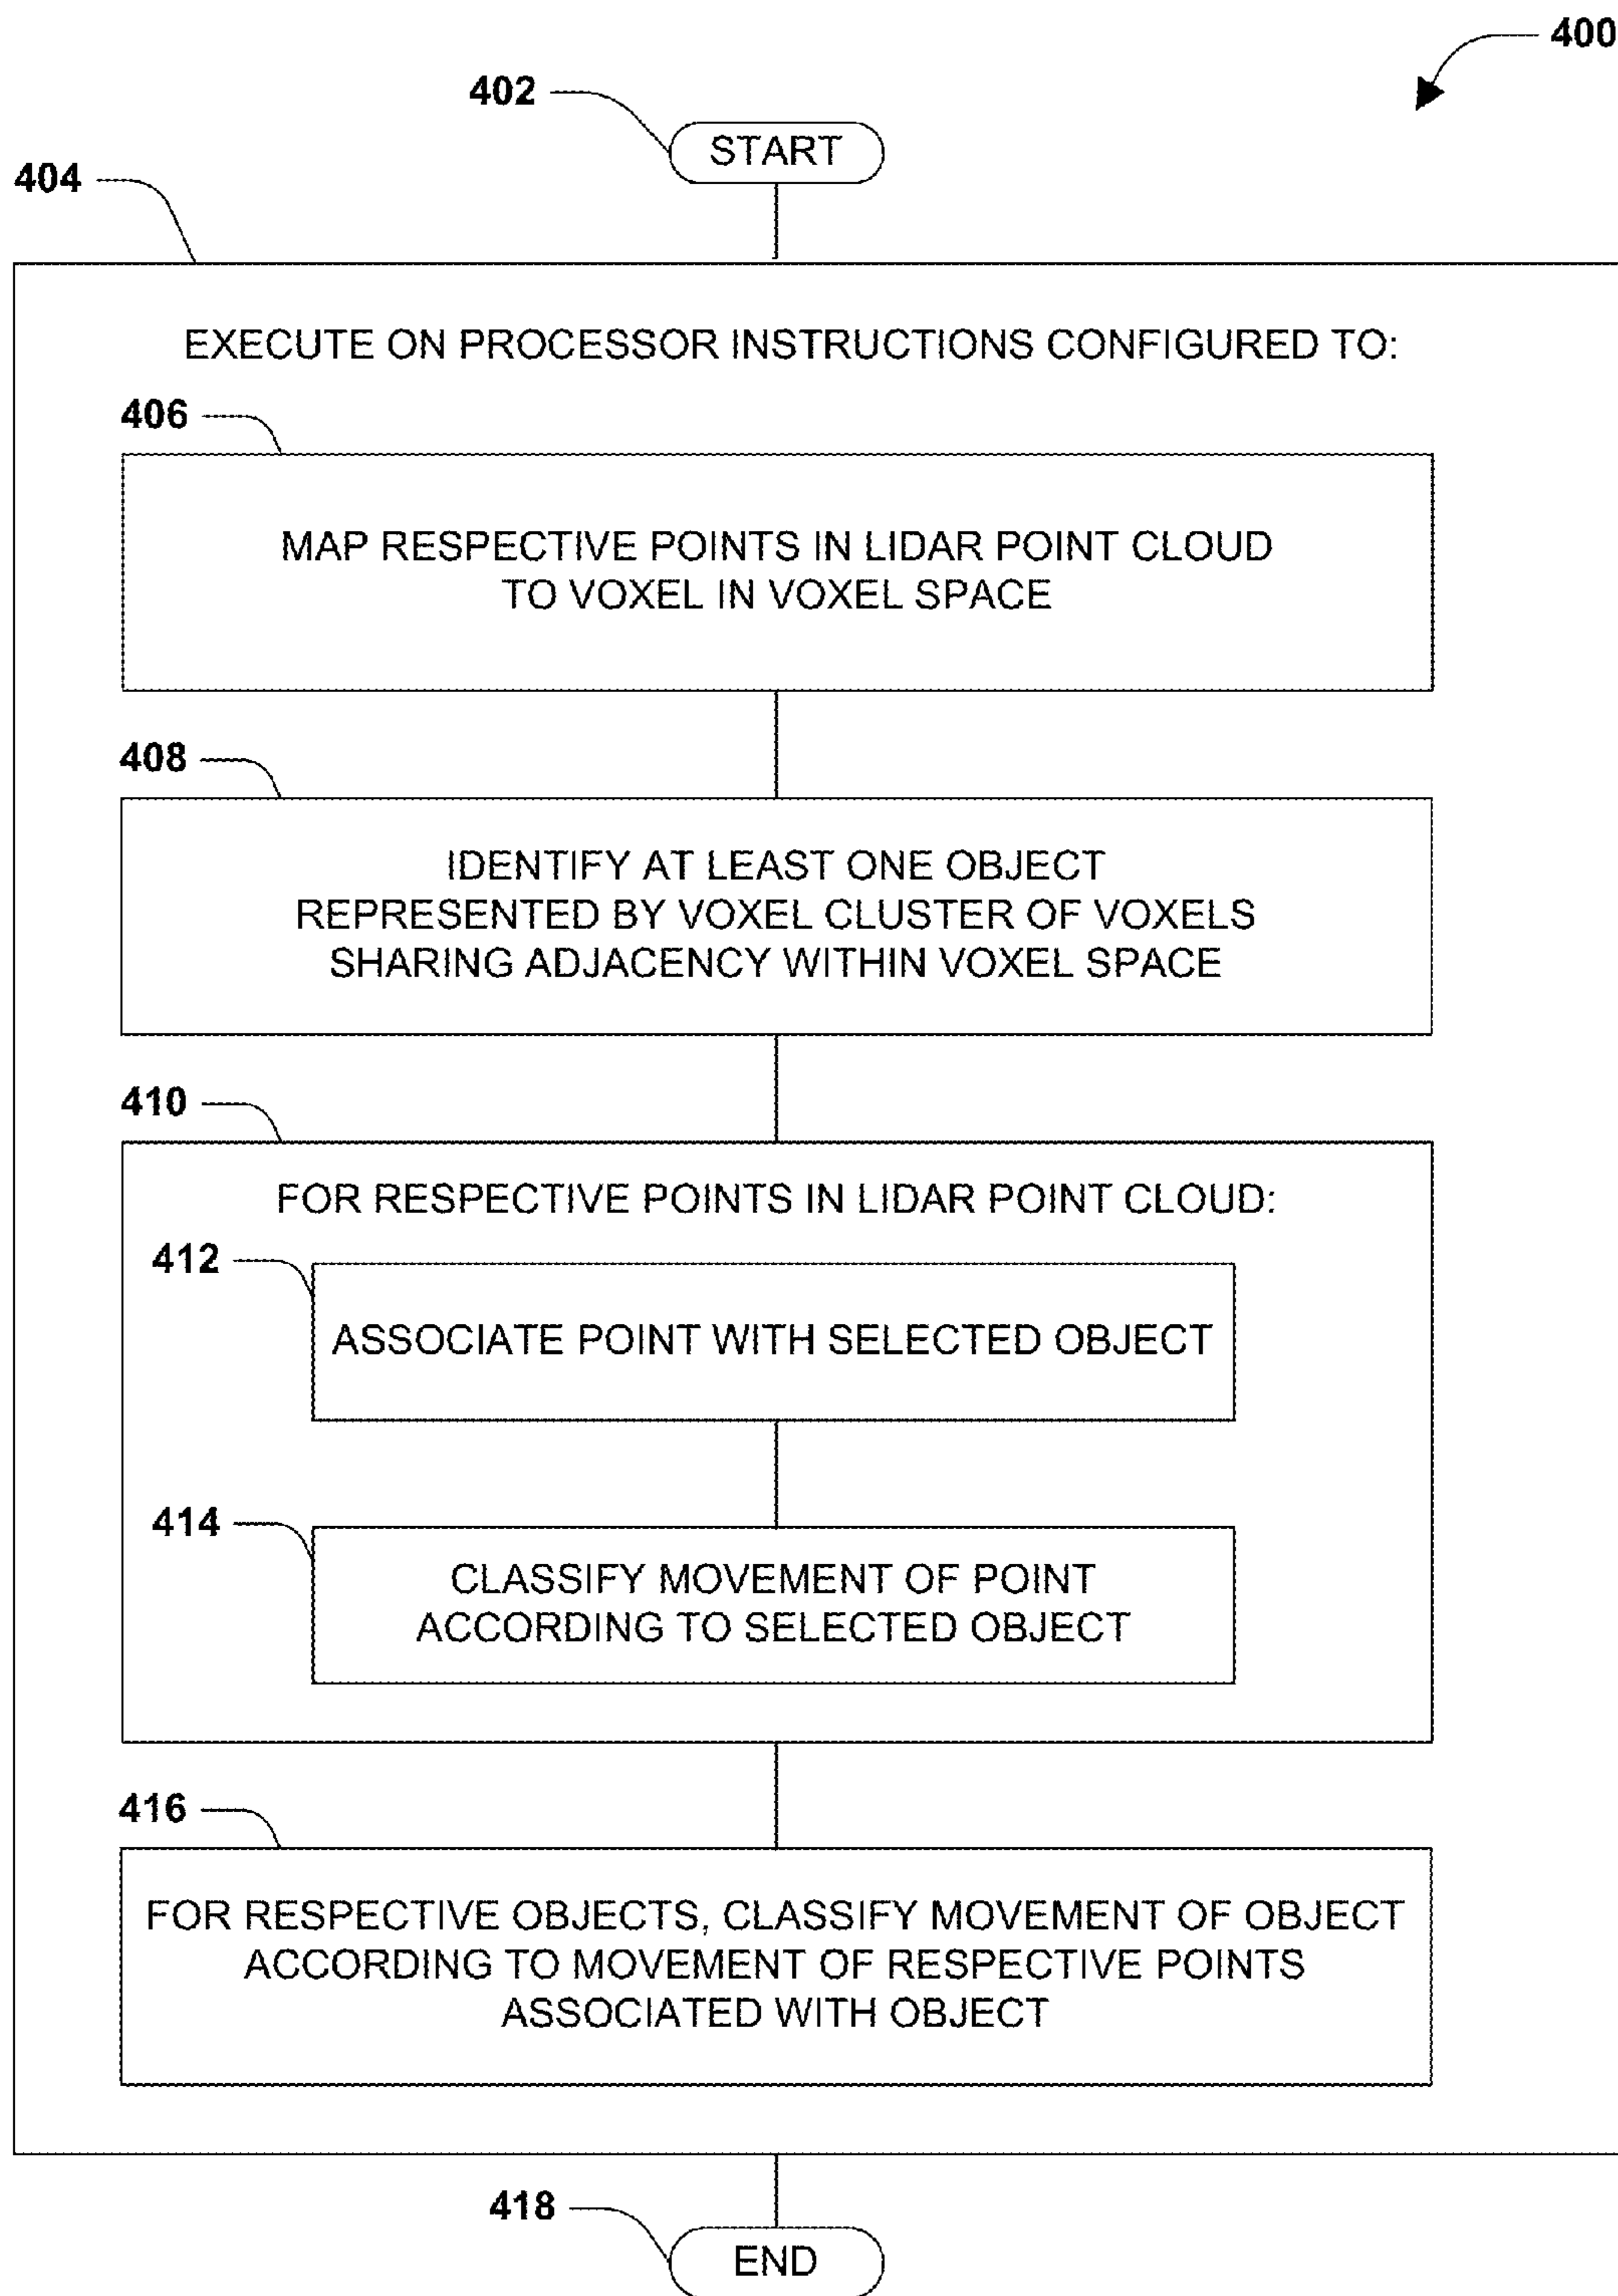 400
402
START
404
EXECUTE ON PROCESSOR INSTRUCTIONS CONFIGURED TO:
406
MAP RESPECTIVE POINTS IN LIDAR POINT CLOUD
TO VOXEL IN VOXEL SPACE
408
IDENTIFY AT LEAST ONE OBJECT
REPRESENTED BY VOXEL CLUSTER OF VOXELS
SHARING ADJACENCY WITHIN VOXEL SPACE
410
FOR RESPECTIVE POINTS IN LIDAR POINT CLOUD:
412
ASSOCIATE POINT WITH SELECTED OBJECT
414
CLASSIFY MOVEMENT OF POINT
ACCORDING TO SELECTED OBJECT
416
FOR RESPECTIVE OBJECTS, CLASSIFY MOVEMENT OF OBJECT
ACCORDING TO MOVEMENT OF RESPECTIVE POINTS
ASSOCIATED WITH OBJECT
418
END